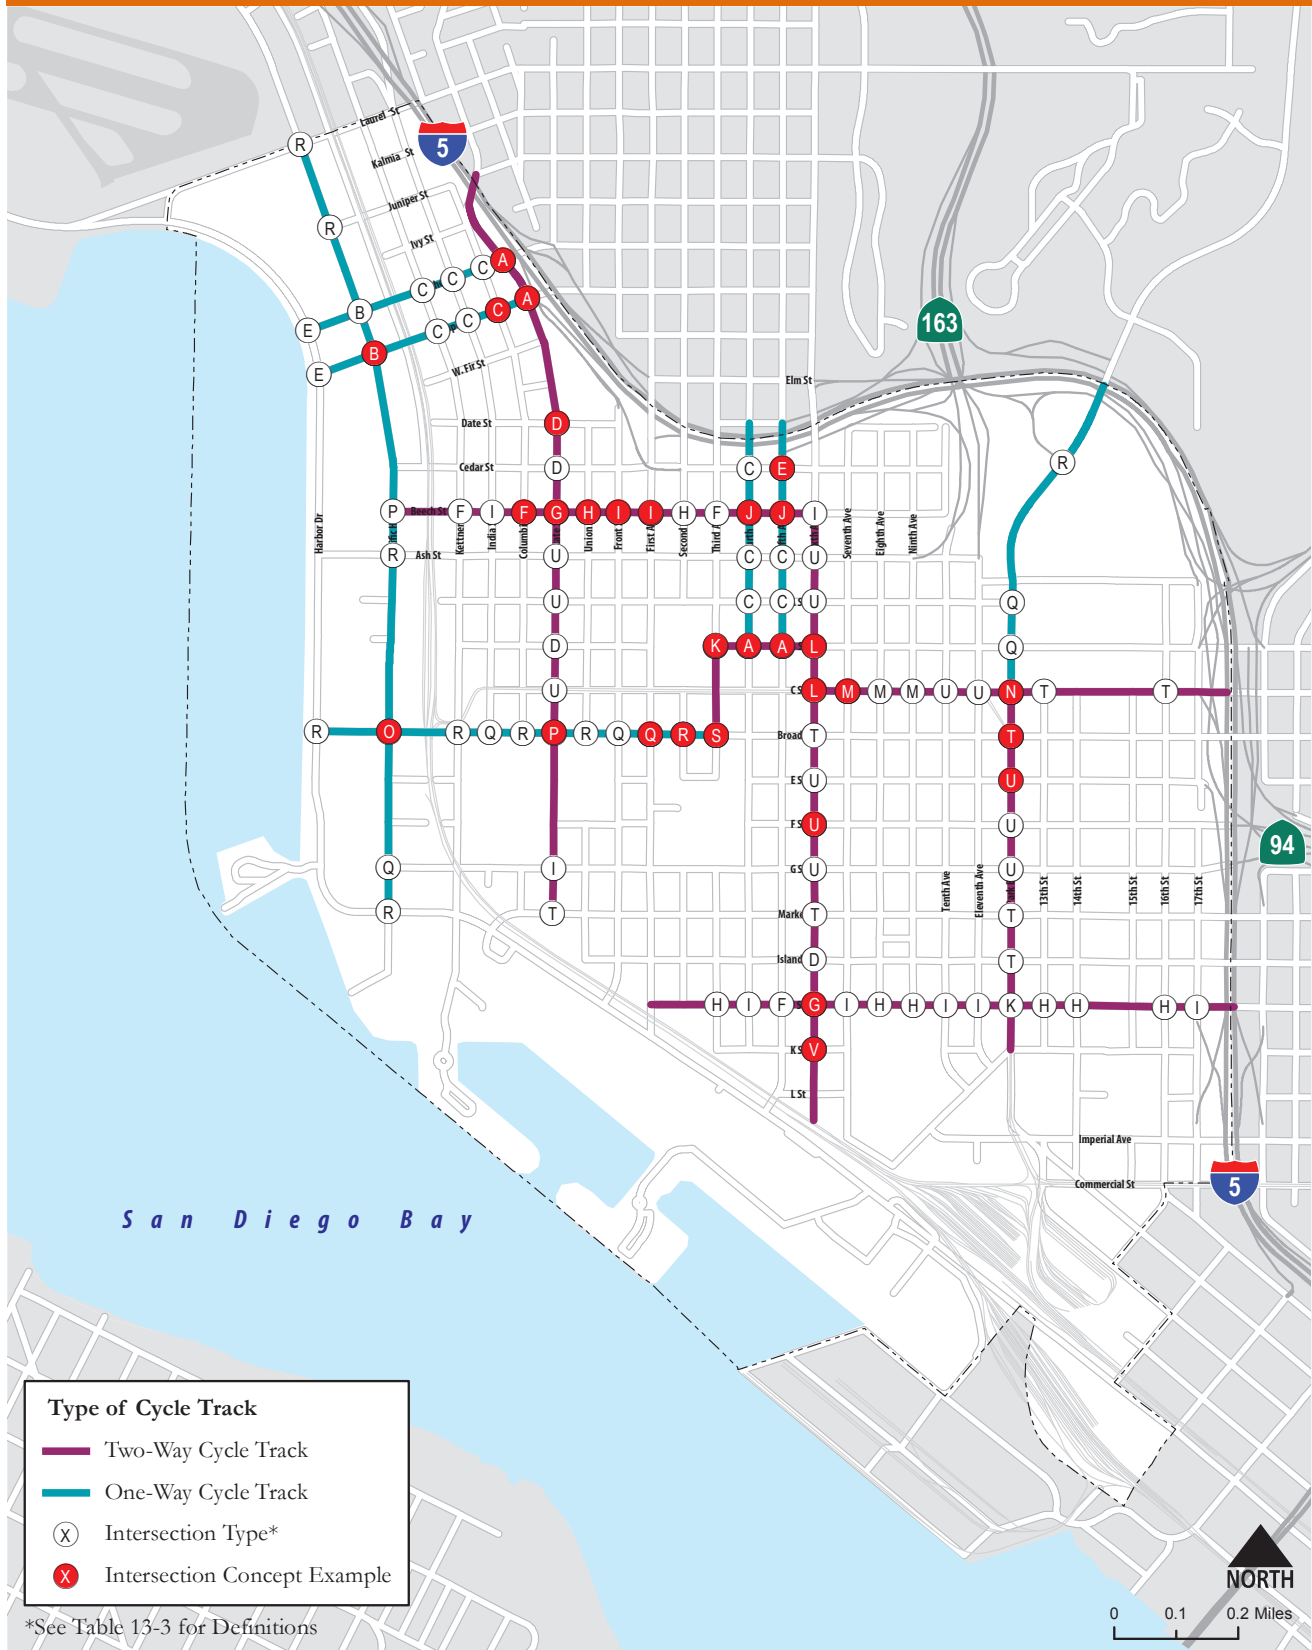 Laurel St
5
Kalmia St
R
Juniper St
R
Ivy St
A
C
C
C
A
B
C
E
C
C
163
B
E
W. Fir St
Elm St
Date St
D
Cedar St
D
C
E
R
P
Beech St
F
I
F
G
H
I
I
H
F
J
J
I
Harbor Dr
Kettner
India
Columbi
Union
Front
First A
Second
Third A
Seventh Ave
Eighth Ave
Ninth Ave
R
Ash St
U
C
C
U
U
C
C
U
Q
D
K
A
A
L
Q
U
C S
L
M
M
M
U
U
N
T
T
R
O
R
Q
R
P
R
Q
Q
R
S
Broad
T
T
E S
U
U
F S
U
U
94
Q
I
G S
U
U
Tenth Ave
Eleventh Ave
13th St
14th St
15th St
16th St
17th St
R
T
Marke
T
T
Island
D
T
H
I
F
G
I
H
H
I
I
K
H
H
H
I
K S
V
L St
Imperial Ave
Commercial St
5
San Diego Bay
Type of Cycle Track
Two-Way Cycle Track
One-Way Cycle Track
X Intersection Type*
X Intersection Concept Example
*See Table 13-3 for Definitions
NORTH
0 0.1 0.2 Miles